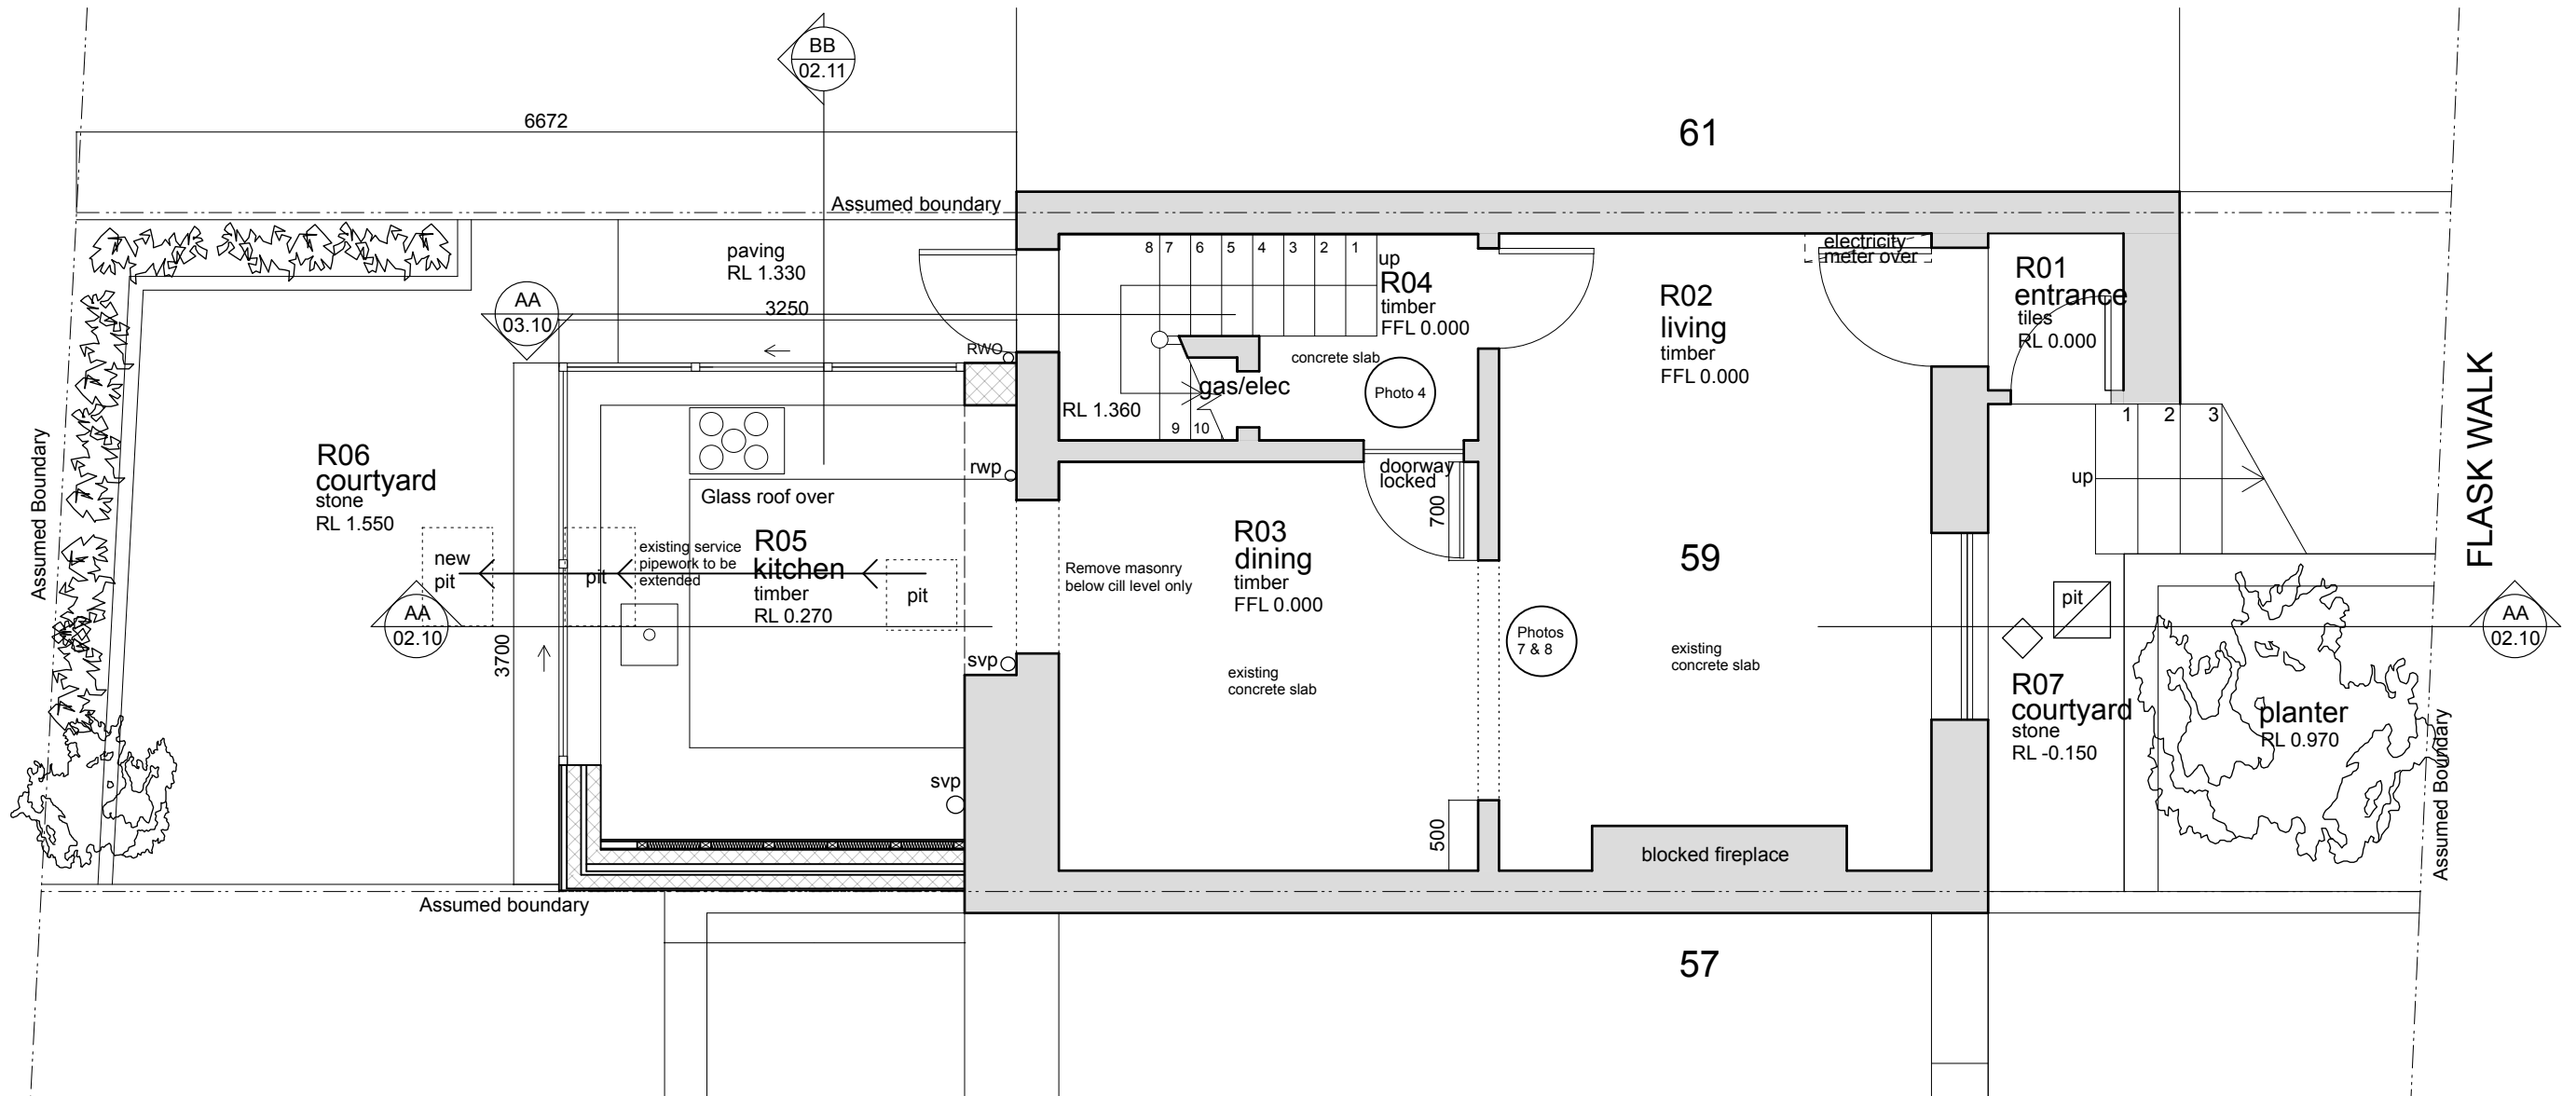 BB
02.11
6672
61
Assumed boundary
paving
RL 1.330
3250
AA
03.10
RWO
8 7 6 5 4 3 2 1
up
R04
timber
FFL 0.000
concrete slab
gas/elec
Photo 4
RL 1.360
9 10
electricity
meter over
R01
entrance
tiles
RL 0.000
R02
living
timber
FFL 0.000
1 2 3
up
FLASK WALK
Assumed Boundary
R06
courtyard
stone
RL 1.550
rwp
Glass roof over
doorway
locked
700
new
pit
pit
existing service
pipework to be
extended
R05
kitchen
timber
RL 0.270
pit
Remove masonry
below cill level only
R03
dining
timber
FFL 0.000
59
AA
02.10
3700
svp
Photos
7 & 8
existing
concrete slab
existing
concrete slab
pit
AA
02.10
R07
courtyard
stone
RL -0.150
planter
RL 0.970
Assumed Boundary
svp
500
blocked fireplace
Assumed boundary
57